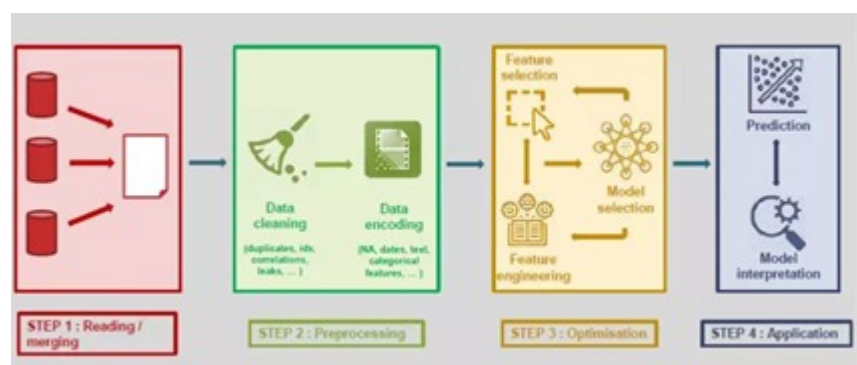 Feature
selection
Prediction
Data
cleaning
(duplicates, ids,
correlations,
leaks, ... )
Data
encoding
(NA, dates, text,
categorical
features, ... )
Model
selection
Feature
engineering
Model
interpretation
STEP 1 : Reading /
merging
STEP 2 : Preprocessing
STEP 3 : Optimisation
STEP 4 : Application